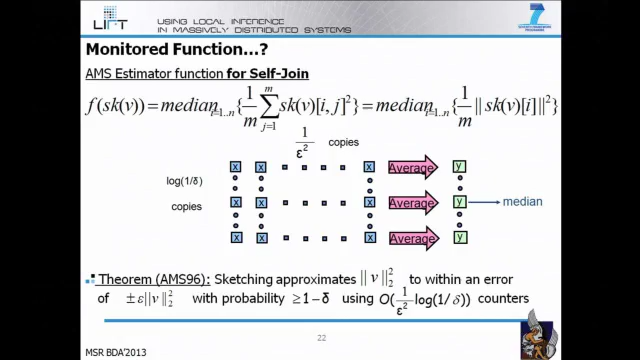 LIFT
USING LOCAL INFERENCE
IN MASSIVELY DISTRIBUTED SYSTEMS
7
Monitored Function...?
AMS Estimator function for Self-Join
f(sk(v)) = median_{i=1..n}{1/m ∑_{j=1}^{m} sk(v)[i,j]²} = median_{i=1..n}{1/m ||sk(v)[i]||²}
1/ε² copies
log(1/δ)
copies
x x x Average y
x x x Average y median
x x x Average y
Theorem (AMS96): Sketching approximates ||v||₂² to within an error
of ±ε||v||₂² with probability ≥1-δ using O(1/ε² log(1/δ)) counters
22
MSR BDA'2013